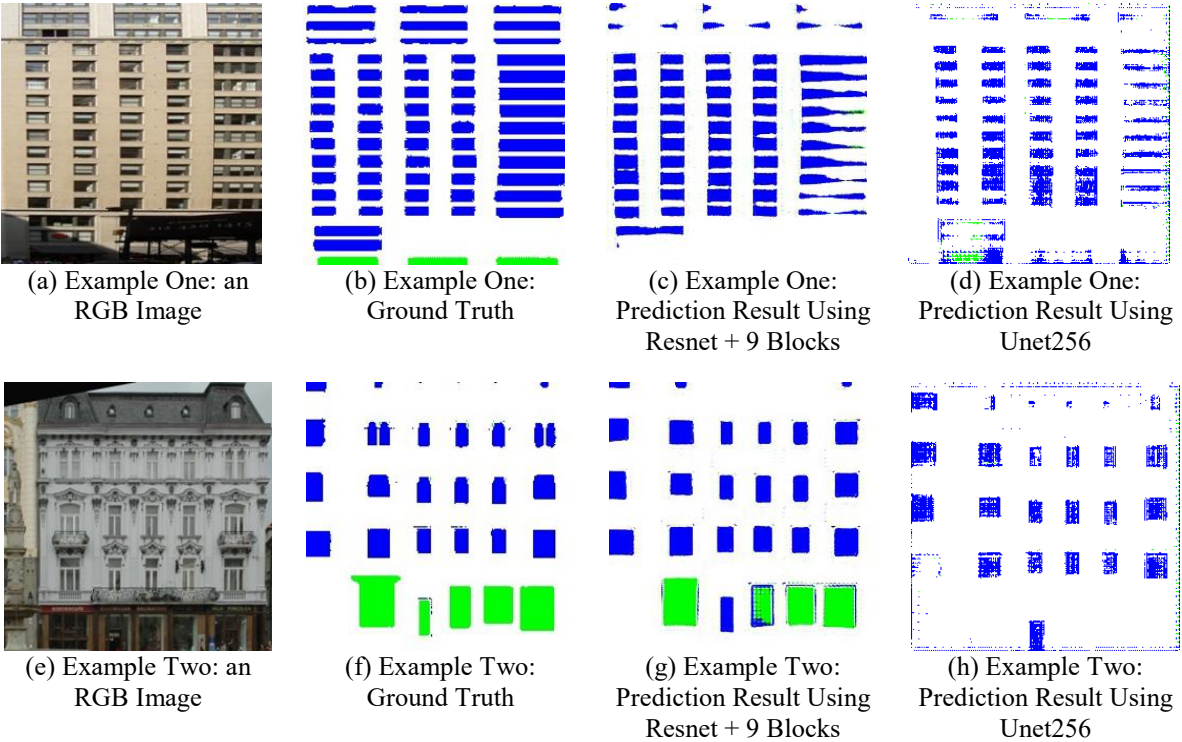 (a) Example One: an
RGB Image
(b) Example One:
Ground Truth
(c) Example One:
Prediction Result Using
Resnet + 9 Blocks
(d) Example One:
Prediction Result Using
Unet256
(e) Example Two: an
RGB Image
(f) Example Two:
Ground Truth
(g) Example Two:
Prediction Result Using
Resnet + 9 Blocks
(h) Example Two:
Prediction Result Using
Unet256